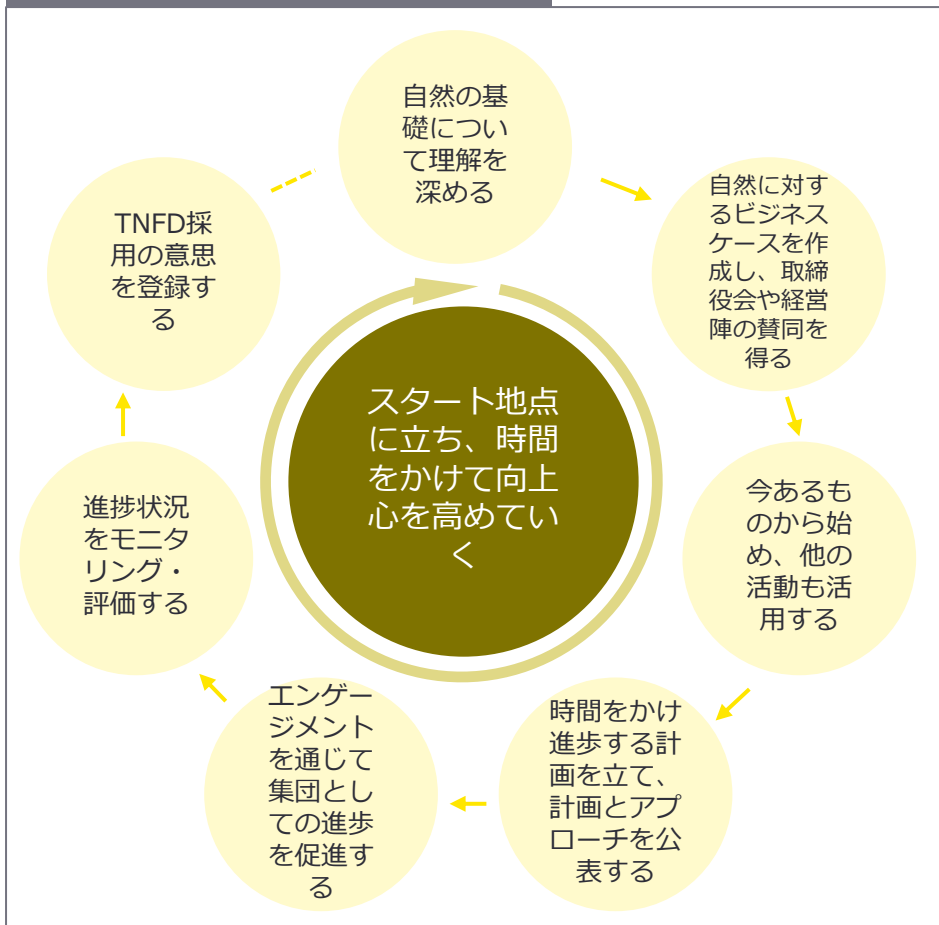 自然の基
礎につい
て理解を
深める
自然に対す
るビジネス
ケースを作
成し、取締
役会や経営
陣の賛同を
得る
今あるも
のから始
め、他の
活動も活
用する
時間をかけ
進歩する計
画を立て、
計画とアプ
ローチを公
表する
エンゲー
ジメント
を通じて
集団とし
ての進歩
を促進す
る
進捗状況
をモニタ
リング・
評価する
TNFD採
用の意思
を登録す
る
スタート地点
に立ち、時間
をかけて向上
心を高めてい
く